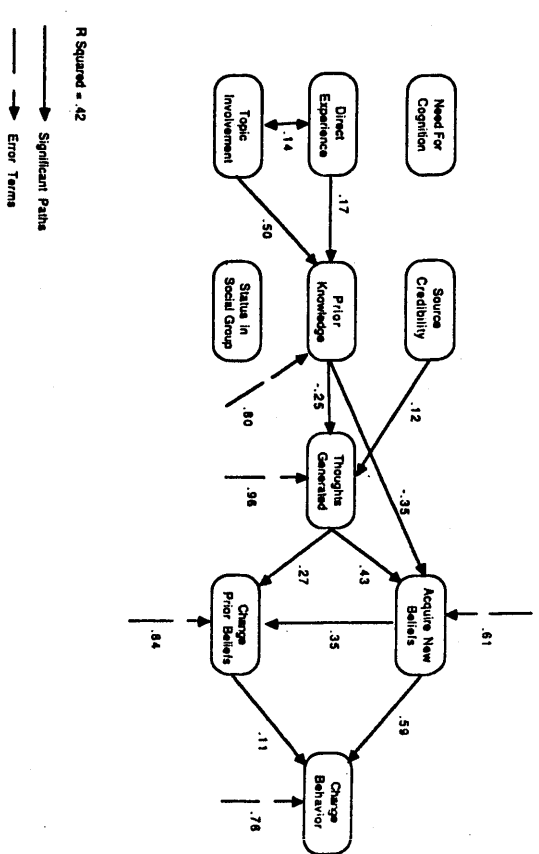 Need For
Cognition
Source
Credibility
.12
-.35
Acquire New
Beliefs
.61
Direct
Experience
.17
.14
Prior
Knowledge
-.25
Thoughts
Generated
.43
.59
.35
Change
Behavior
.76
Topic
Involvement
.50
Status in
Social Group
.80
.96
.27
Change
Prior Beliefs
.84
.11
R Squared = .42
Significant Paths
Error Terms